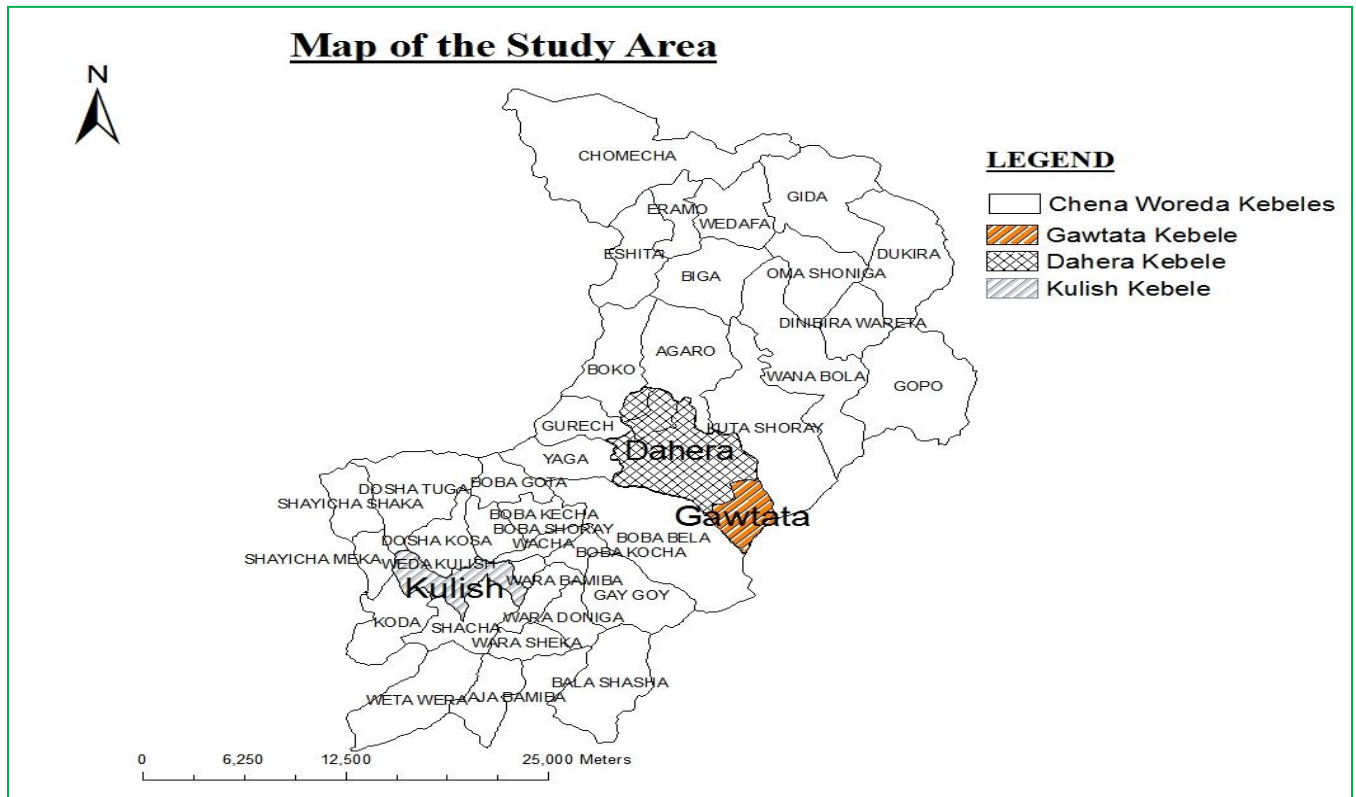 Map of the Study Area
N
CHOMECHA
LEGEND
Chena Woreda Kebeles
Gawtata Kebele
Dahera Kebele
Kulish Kebele
GIDA
ERAMO
WEDAFA
ESHITA
DUKIRA
BIGA
OMA SHONIGA
DINIBIRA WARETA
AGARO
BOKO
WANA BOLA
GOPO
GURECH
KUTA SHORAY
Dahera
YAGA
BOBA GOTA
DOSHA TUGA
SHAYICHA SHAKA
BOBA KECHA
Gawtata
BOBA SHORAY
DOSHA KOSA
WACHA
BOBA BELA
BOBA KOCHA
SHAYICHA MEKA
WEDA KULISH
Kulish
WARA BAMIBA
GAY GOY
WARA DONIGA
KODA
SHACHA
WARA SHEKA
BALA SHASHA
WETA WERA
AJA BAMIBA
0 6,250 12,500 25,000 Meters